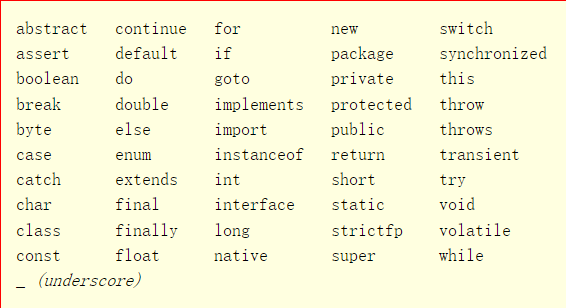 abstract continue for new switch
assert default if package synchronized
boolean do goto private this
break double implements protected throw
byte else import public throws
case enum instanceof return transient
catch extends int short try
char final interface static void
class finally long strictfp volatile
const float native super while
_ (underscore)